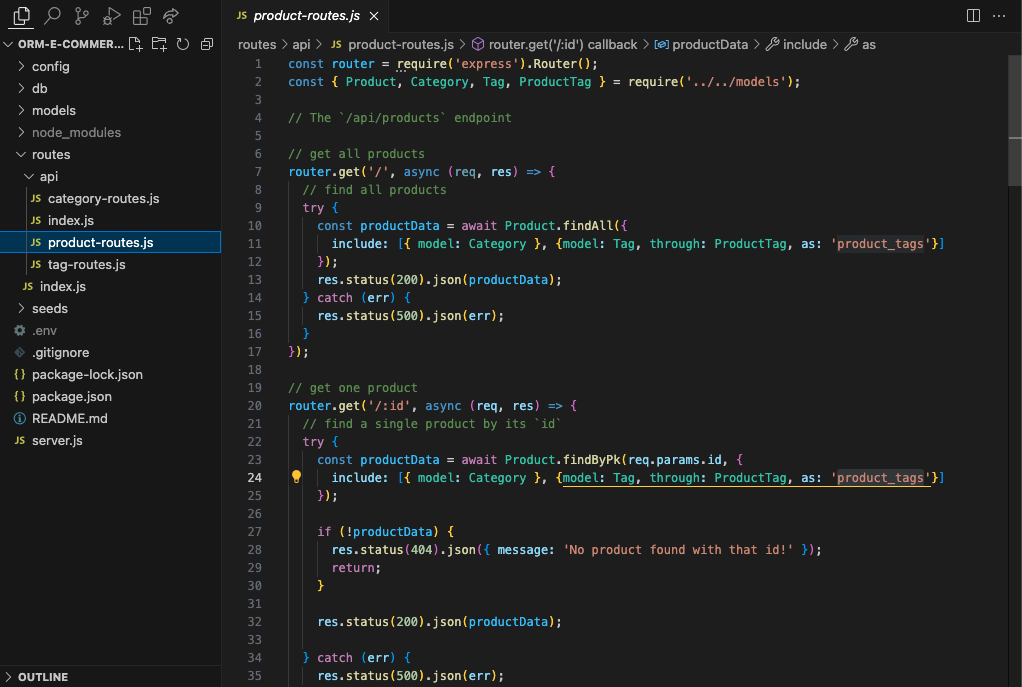 JS product-routes.js
ORM-E-COMMER...
config
db
models
node_modules
routes
api
JS category-routes.js
JS index.js
JS product-routes.js
JS tag-routes.js
JS index.js
seeds
.env
.gitignore
{} package-lock.json
{} package.json
README.md
JS server.js
OUTLINE
routes > api > JS product-routes.js > router.get('/:id') callback > productData > include > as
1 const router = require('express').Router();
2 const { Product, Category, Tag, ProductTag } = require('../../models');
3
4 // The `/api/products` endpoint
5
6 // get all products
7 router.get('/', async (req, res) => {
8 // find all products
9 try {
10 const productData = await Product.findAll({
11 include: [{ model: Category }, {model: Tag, through: ProductTag, as: 'product_tags'}]
12 });
13 res.status(200).json(productData);
14 } catch (err) {
15 res.status(500).json(err);
16 }
17 });
18
19 // get one product
20 router.get('/:id', async (req, res) => {
21 // find a single product by its `id`
22 try {
23 const productData = await Product.findByPk(req.params.id, {
24 include: [{ model: Category }, {model: Tag, through: ProductTag, as: 'product_tags'}]
25 });
26
27 if (!productData) {
28 res.status(404).json({ message: 'No product found with that id!' });
29 return;
30 }
31
32 res.status(200).json(productData);
33
34 } catch (err) {
35 res.status(500).json(err);